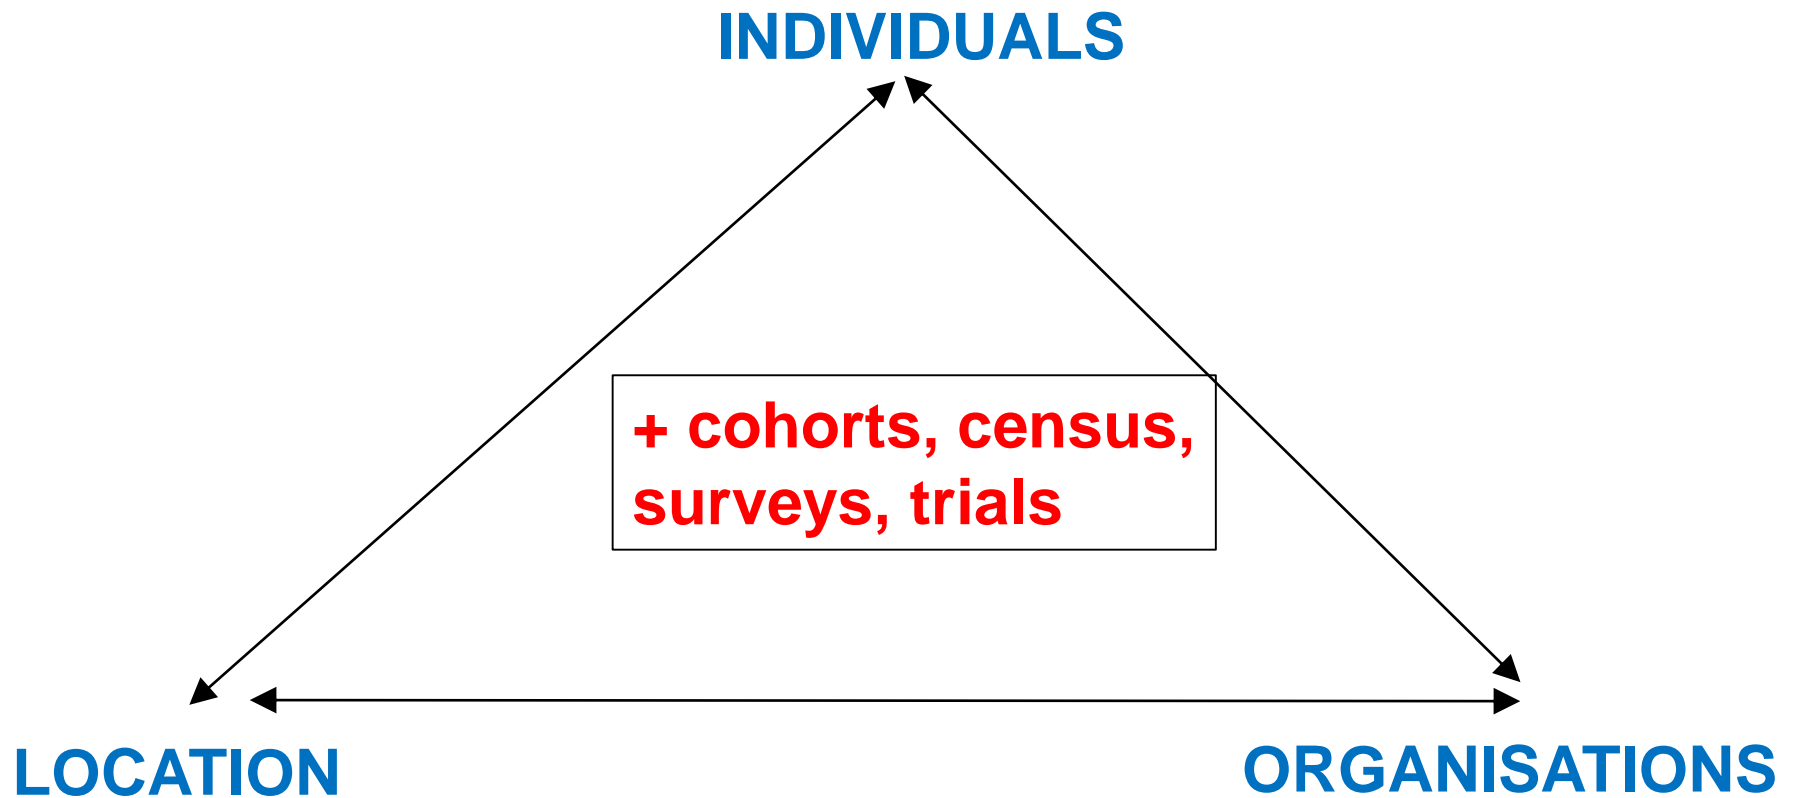 INDIVIDUALS
+ cohorts, census,
surveys, trials
LOCATION
ORGANISATIONS